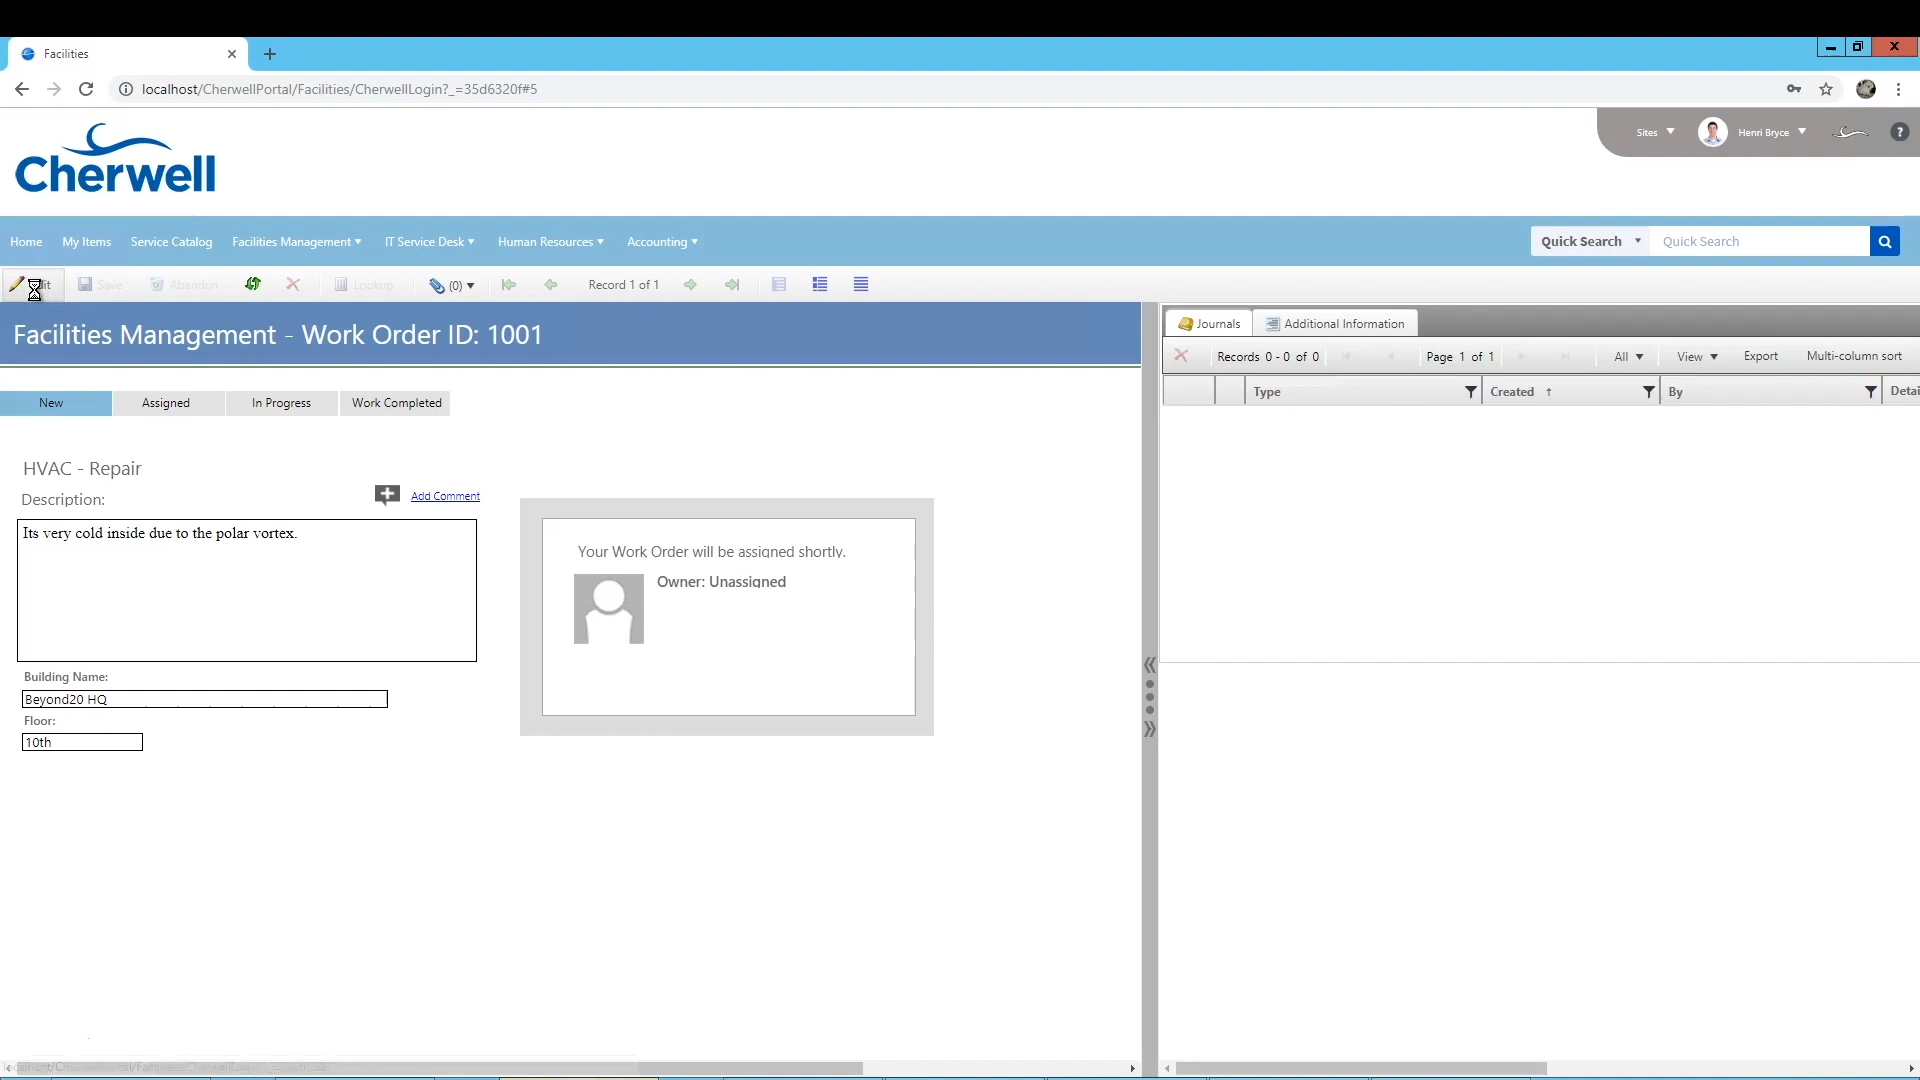 Facilities
localhost/CherwellPortal/Facilities/CherwellLogin?_=35d6320f#5
Cherwell
Sites
Henri Bryce
?
Home My Items Service Catalog Facilities Management IT Service Desk Human Resources Accounting
Quick Search
Quick Search
Save Abandon Lookup (0) Record 1 of 1
Facilities Management - Work Order ID: 1001
New Assigned In Progress Work Completed
HVAC - Repair
Description:
Add Comment
Its very cold inside due to the polar vortex.
Building Name:
Beyond20 HQ
Floor:
10th
Your Work Order will be assigned shortly.
Owner: Unassigned
Journals Additional Information
Records 0 - 0 of 0 Page 1 of 1 All View Export Multi-column sort
Type Created By Detai